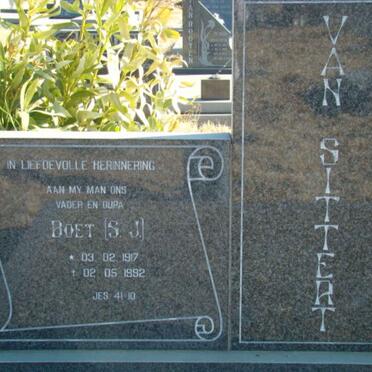 IN LIEFDEVOLLE HERINNERING
AAN MY MAN ONS
VADER EN OUPA
BOET (S J)
* 03 02 1917
† 02 05 1992
JES 41:10
VAN SITTERT